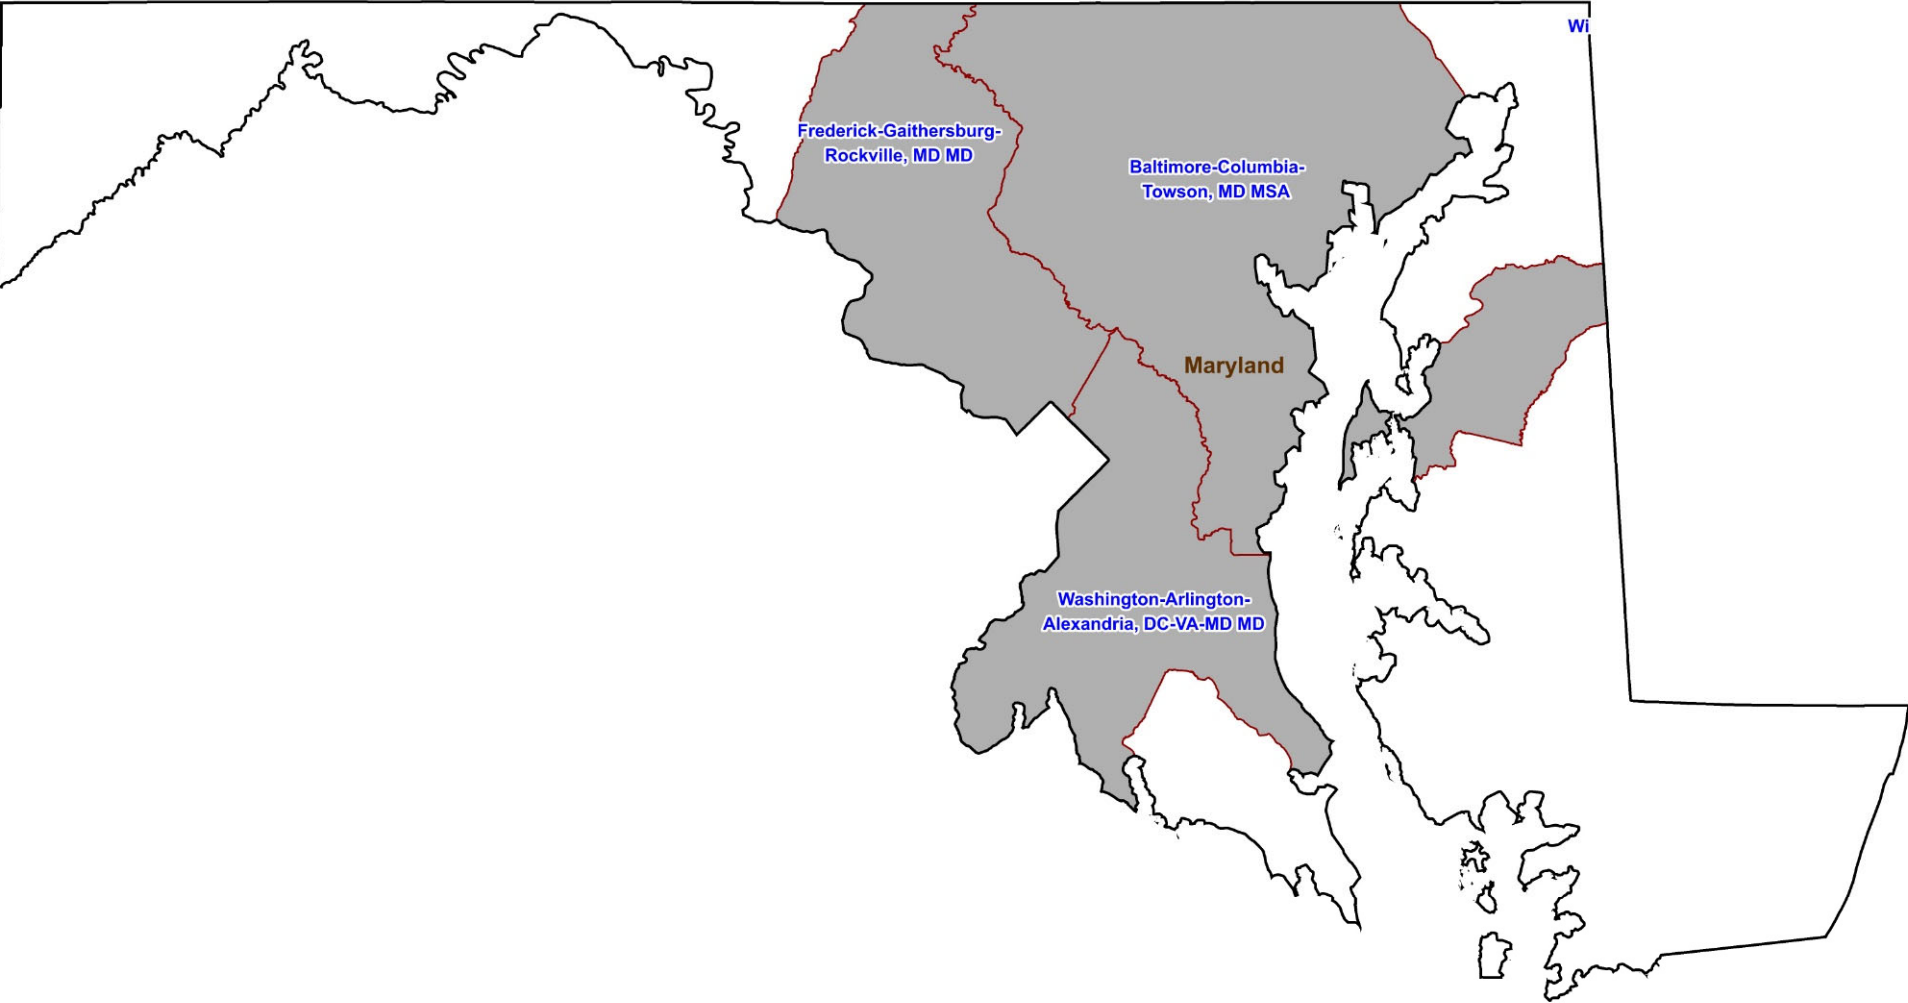 Wi
Frederick-Gaithersburg-
Rockville, MD MD
Baltimore-Columbia-
Towson, MD MSA
Maryland
Washington-Arlington-
Alexandria, DC-VA-MD MD